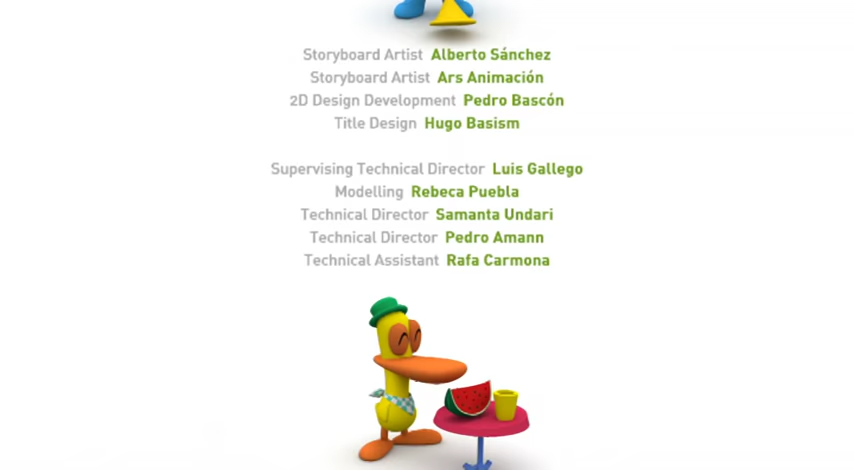 Storyboard Artist Alberto Sánchez
Storyboard Artist Ars Animación
2D Design Development Pedro Bascón
Title Design Hugo Basism
Supervising Technical Director Luis Gallego
Modelling Rebeca Puebla
Technical Director Samanta Undari
Technical Director Pedro Amann
Technical Assistant Rafa Carmona